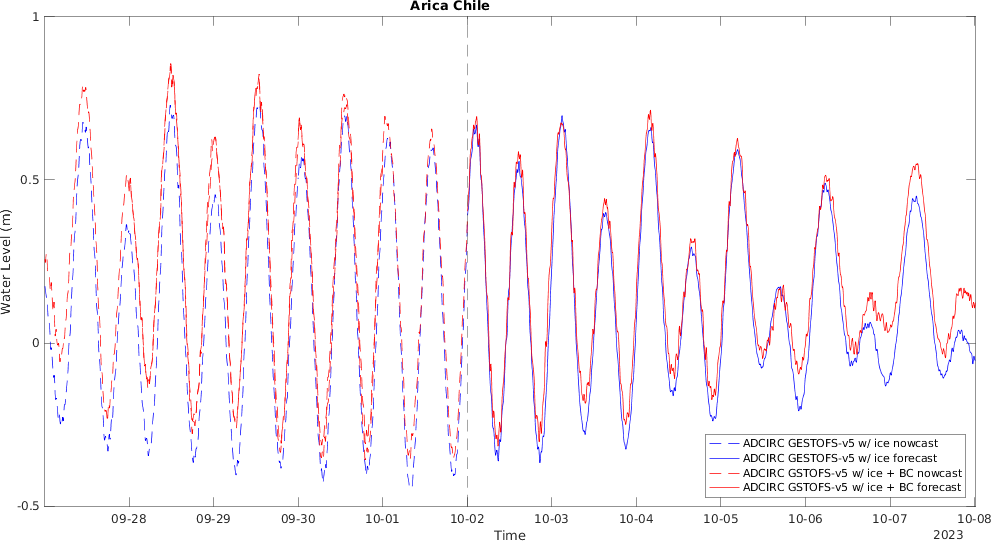 Arica Chile
1
0.5
0
-0.5
Water Level (m)
09-28 09-29 09-30 10-01 10-02 10-03 10-04 10-05 10-06 10-07 10-08
Time
2023
ADCIRC GESTOFS-v5 w/ ice nowcast
ADCIRC GESTOFS-v5 w/ ice forecast
ADCIRC GSTOFS-v5 w/ ice + BC nowcast
ADCIRC GSTOFS-v5 w/ ice + BC forecast